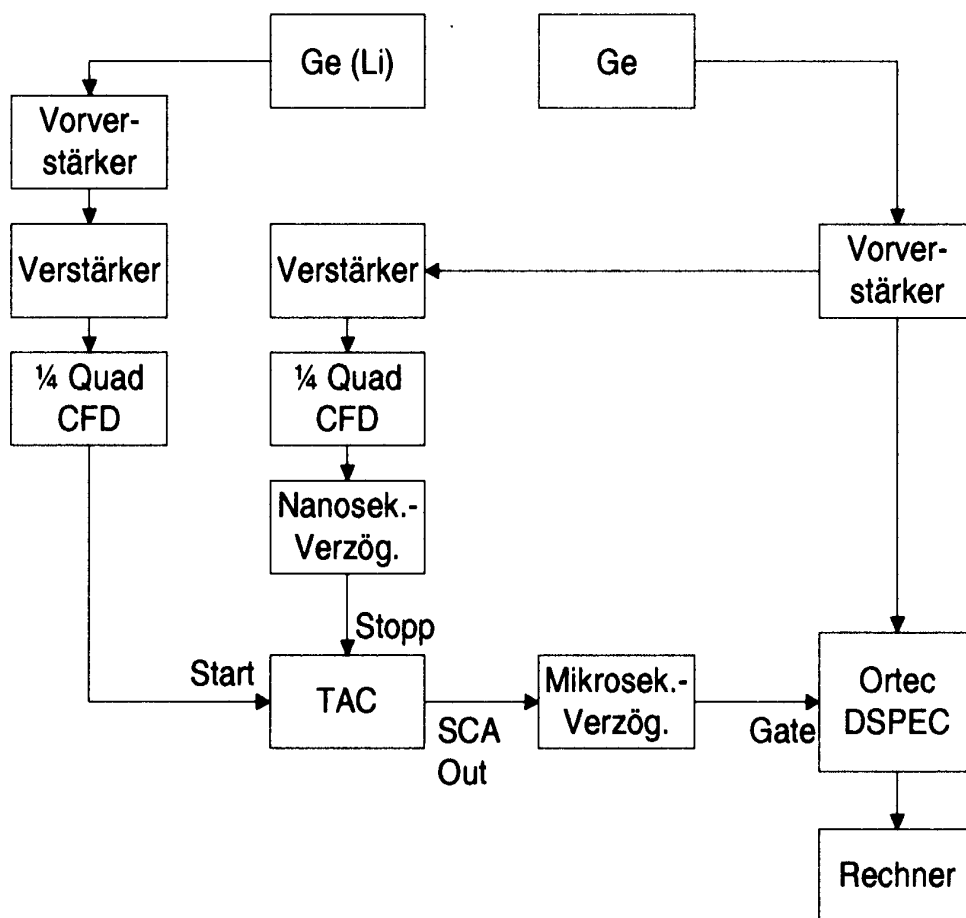 Ge (Li)
Ge
Vorver-
stärker
Verstärker
Verstärker
Vorver-
stärker
¼ Quad
CFD
¼ Quad
CFD
Nanosek.-
Verzög.
Stopp
Start
TAC
SCA
Out
Mikrosek.-
Verzög.
Gate
Ortec
DSPEC
Rechner